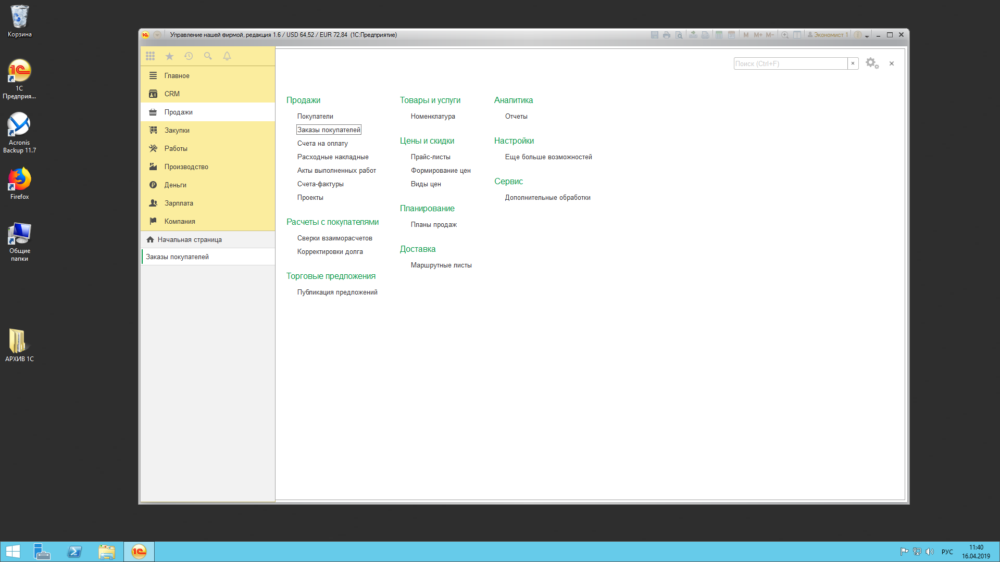 Корзина
1С
Предприя...
Acronis
Backup 11.7
Firefox
Общие
папки
АРХИВ 1С
Управление нашей фирмой, редакция 1.6 / USD 64,52 / EUR 72,84 (1С:Предприятие)
M
M+
M-
Экономист 1
Поиск (Ctrl+F)
Главное
CRM
Продажи
Закупки
Работы
Производство
Деньги
Зарплата
Компания
Начальная страница
Заказы покупателей
Продажи
Покупатели
Заказы покупателей
Счета на оплату
Расходные накладные
Акты выполненных работ
Счета-фактуры
Проекты
Расчеты с покупателями
Сверки взаиморасчетов
Корректировки долга
Торговые предложения
Публикация предложений
Товары и услуги
Номенклатура
Цены и скидки
Прайс-листы
Формирование цен
Виды цен
Планирование
Планы продаж
Доставка
Маршрутные листы
Аналитика
Отчеты
Настройки
Еще больше возможностей
Сервис
Дополнительные обработки
РУС
11:40
16.04.2019